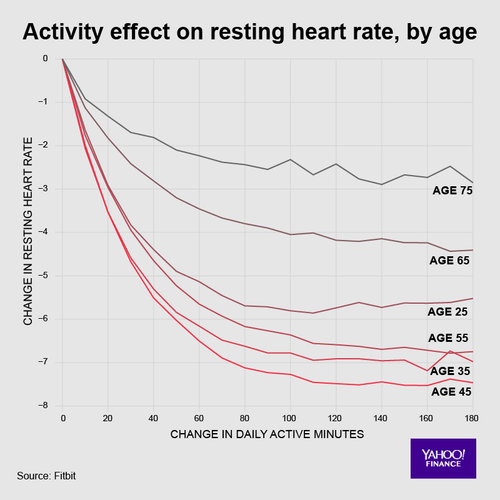 Activity effect on resting heart rate, by age
CHANGE IN RESTING HEART RATE
0
−1
−2
−3
−4
−5
−6
−7
−8
AGE 75
AGE 65
AGE 25
AGE 55
AGE 35
AGE 45
0 20 40 60 80 100 120 140 160 180
CHANGE IN DAILY ACTIVE MINUTES
Source: Fitbit
YAHOO!
FINANCE